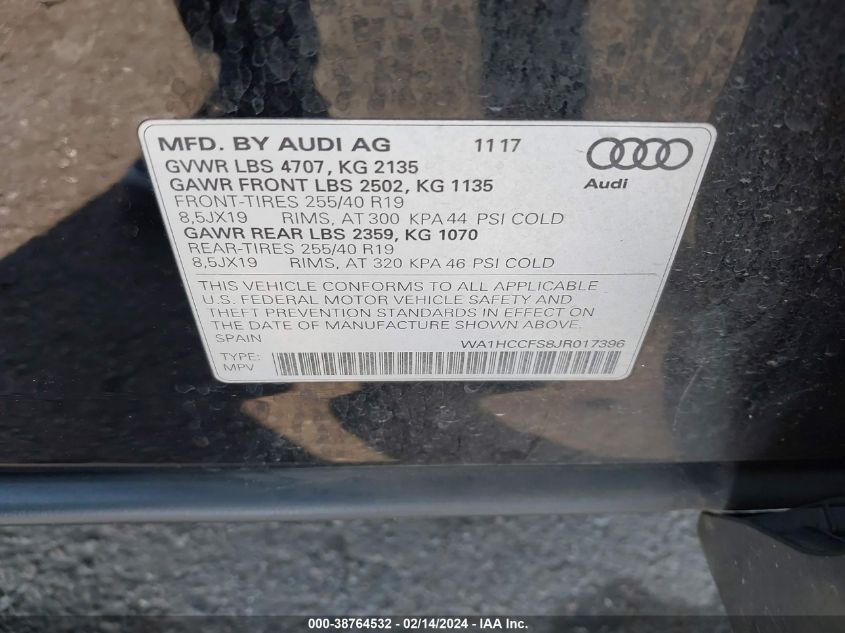 MFD. BY AUDI AG 11 17
GVWR LBS 4707, KG 2135
GAWR FRONT LBS 2502, KG 1135
FRONT-TIRES 255/40 R19
8,5JX19 RIMS, AT 300 KPA 44 PSI COLD
GAWR REAR LBS 2359, KG 1070
REAR-TIRES 255/40 R19
8,5JX19 RIMS, AT 320 KPA 46 PSI COLD
Audi
THIS VEHICLE CONFORMS TO ALL APPLICABLE
U.S. FEDERAL MOTOR VEHICLE SAFETY AND
THEFT PREVENTION STANDARDS IN EFFECT ON
THE DATE OF MANUFACTURE SHOWN ABOVE.
SPAIN WA1HCCFS8JR017396
TYPE:
MPV
000-38764532 - 02/14/2024 - IAA Inc.